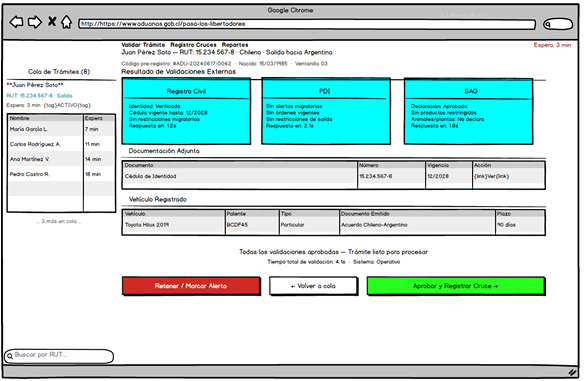 Google Chrome
http://https://www.aduanas.gob.cl/paso-los-libertadores
Validar Trámite Registro Cruces Reportes
Espera: 3 min
Juan Pérez Soto — RUT: 15.234.567-8 · Chileno · Salida hacia Argentina
Código pre-registro: #ADU-20240617-0042 · Nacido: 15/03/1985 · Ventanilla 03
Resultado de Validaciones Externas
Cola de Trámites (8)
**Juan Pérez Soto**
RUT: 15.234.567-8 · Salida
Espera: 3 min {tag}ACTIVO{tag}
Nombre Espera
María García L. 7 min
Carlos Rodríguez A. 11 min
Ana Martínez V. 14 min
Pedro Castro R. 18 min
... 3 más en cola ...
Buscar por RUT...
Registro Civil
Identidad: Verificada
Cédula vigente hasta: 12/2028
Sin restricciones migratorias
Respuesta en: 1.2s
PDI
Sin alertas migratorias
Sin órdenes vigentes
Sin restricciones de salida
Respuesta en: 2.1s
SAG
Declaración: Aprobada
Sin productos restringidos
Animales/plantas: No declara
Respuesta en: 1.8s
Documentación Adjunta
Documento Número Vigencia Acción
Cédula de Identidad 15.234.567-8 12/2028 {link}Ver{link}
Vehículo Registrado
Vehículo Patente Tipo Documento Emitido Plazo
Toyota Hilux 2019 BCDF45 Particular Acuerdo Chileno-Argentino 90 días
Todas las validaciones aprobadas — Trámite listo para procesar
Tiempo total de validación: 4.1s · Sistema: Operativo
Retener / Marcar Alerta
← Volver a cola
Aprobar y Registrar Cruce →